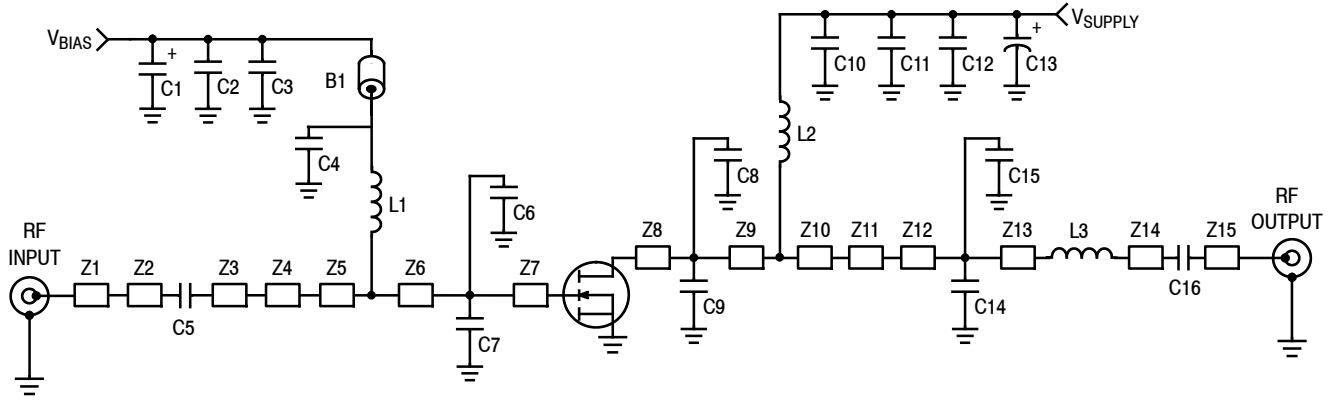 VBIAS
+
C1
C2
C3
B1
C4
L1
C6
RF
INPUT
Z1
Z2
C5
Z3
Z4
Z5
Z6
C7
Z7
VSUPPLY
+
C10
C11
C12
C13
L2
C8
C15
Z8
C9
Z9
Z10
Z11
Z12
C14
Z13
L3
Z14
C16
Z15
RF
OUTPUT